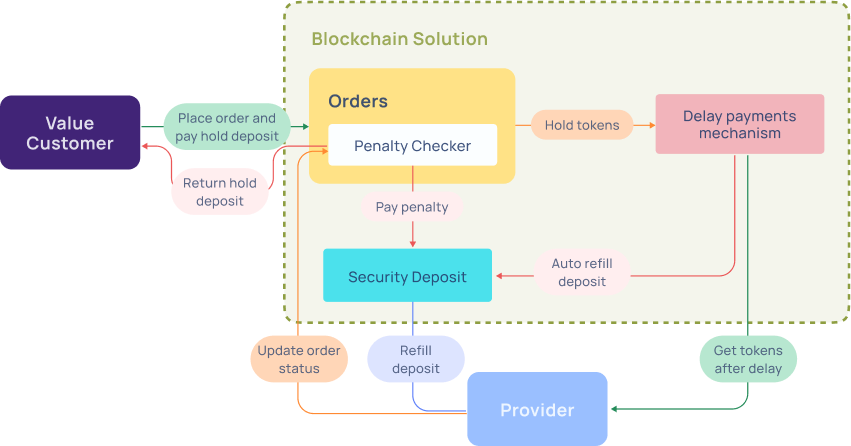 Blockchain Solution
Value
Customer
Place order and
pay hold deposit
Orders
Penalty Checker
Hold tokens
Delay payments
mechanism
Return hold
deposit
Pay penalty
Security Deposit
Auto refill
deposit
Update order
status
Refill
deposit
Get tokens
after delay
Provider